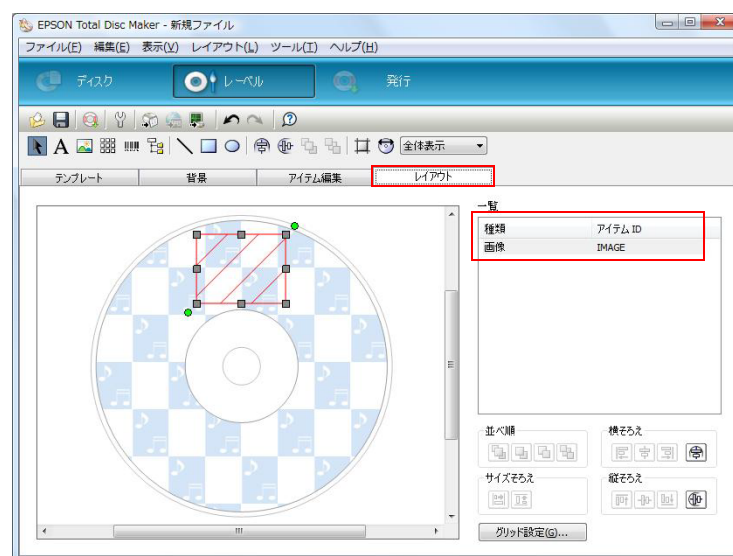 EPSON Total Disc Maker - 新規ファイル
ファイル(F) 編集(E) 表示(V) レイアウト(L) ツール(T) ヘルプ(H)
ディスク レーベル 発行
A 全体表示
テンプレート 背景 アイテム編集 レイアウト
一覧
種類 アイテム ID
画像 IMAGE
並べ順 横そろえ
サイズそろえ 縦そろえ
グリッド設定(G)...